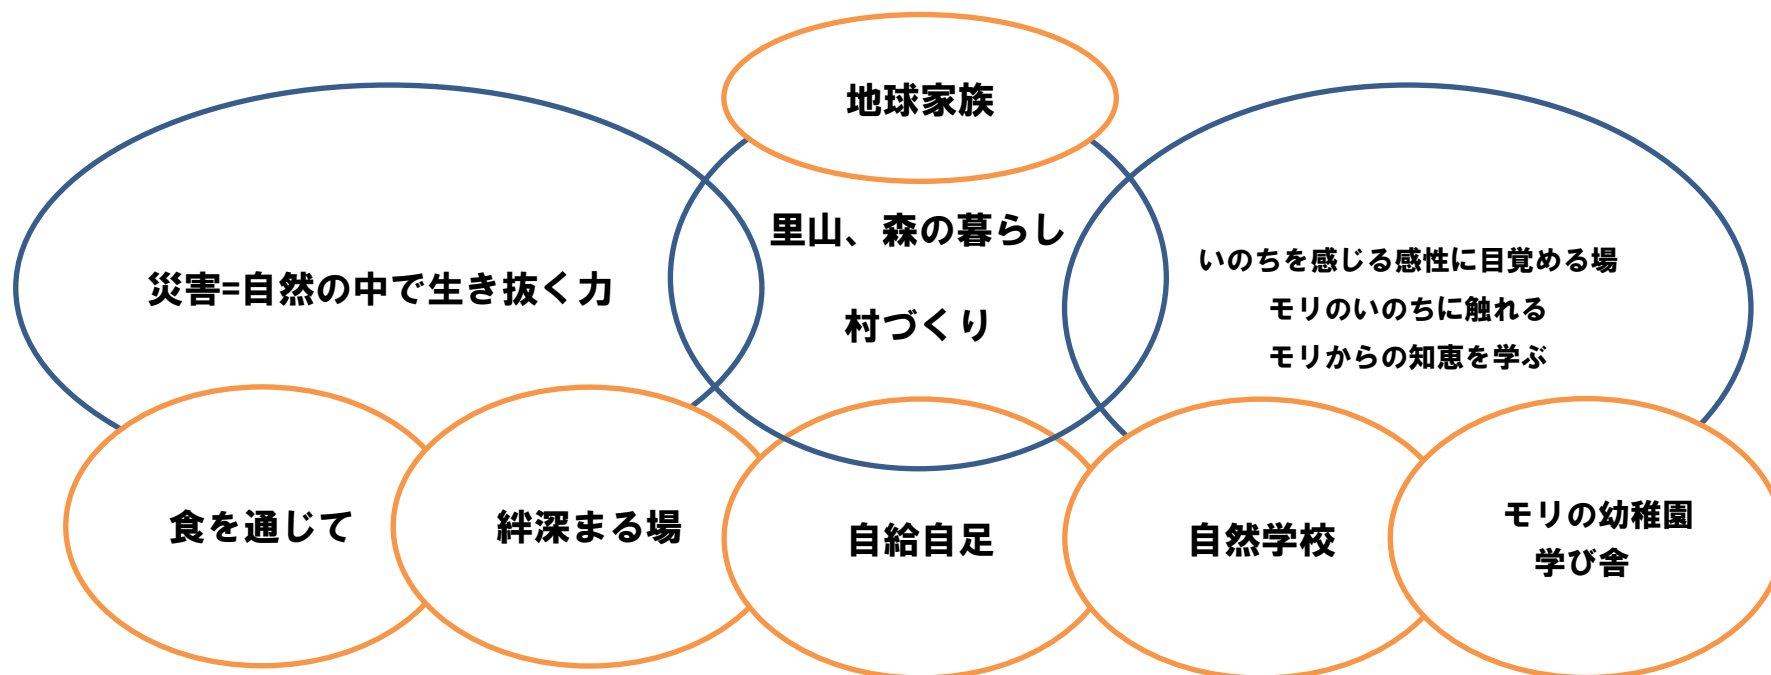 地球家族
里山、森の暮らし
村づくり
災害=自然の中で生き抜く力
いのちを感じる感性に目覚める場
モリのいのちに触れる
モリからの知恵を学ぶ
食を通じて
絆深まる場
自給自足
自然学校
モリの幼稚園
学び舎